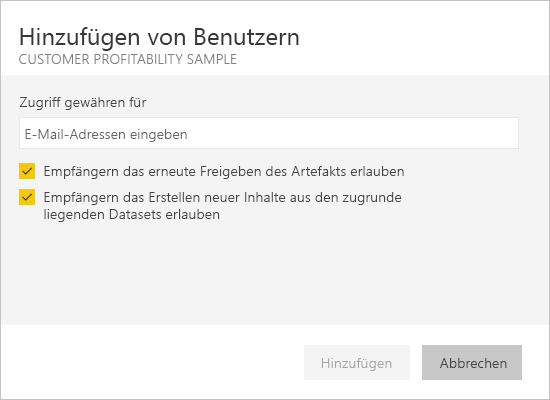 Hinzufügen von Benutzern
CUSTOMER PROFITABILITY SAMPLE
Zugriff gewähren für
E-Mail-Adressen eingeben
Empfängern das erneute Freigeben des Artefakts erlauben
Empfängern das Erstellen neuer Inhalte aus den zugrunde
liegenden Datasets erlauben
Hinzufügen
Abbrechen